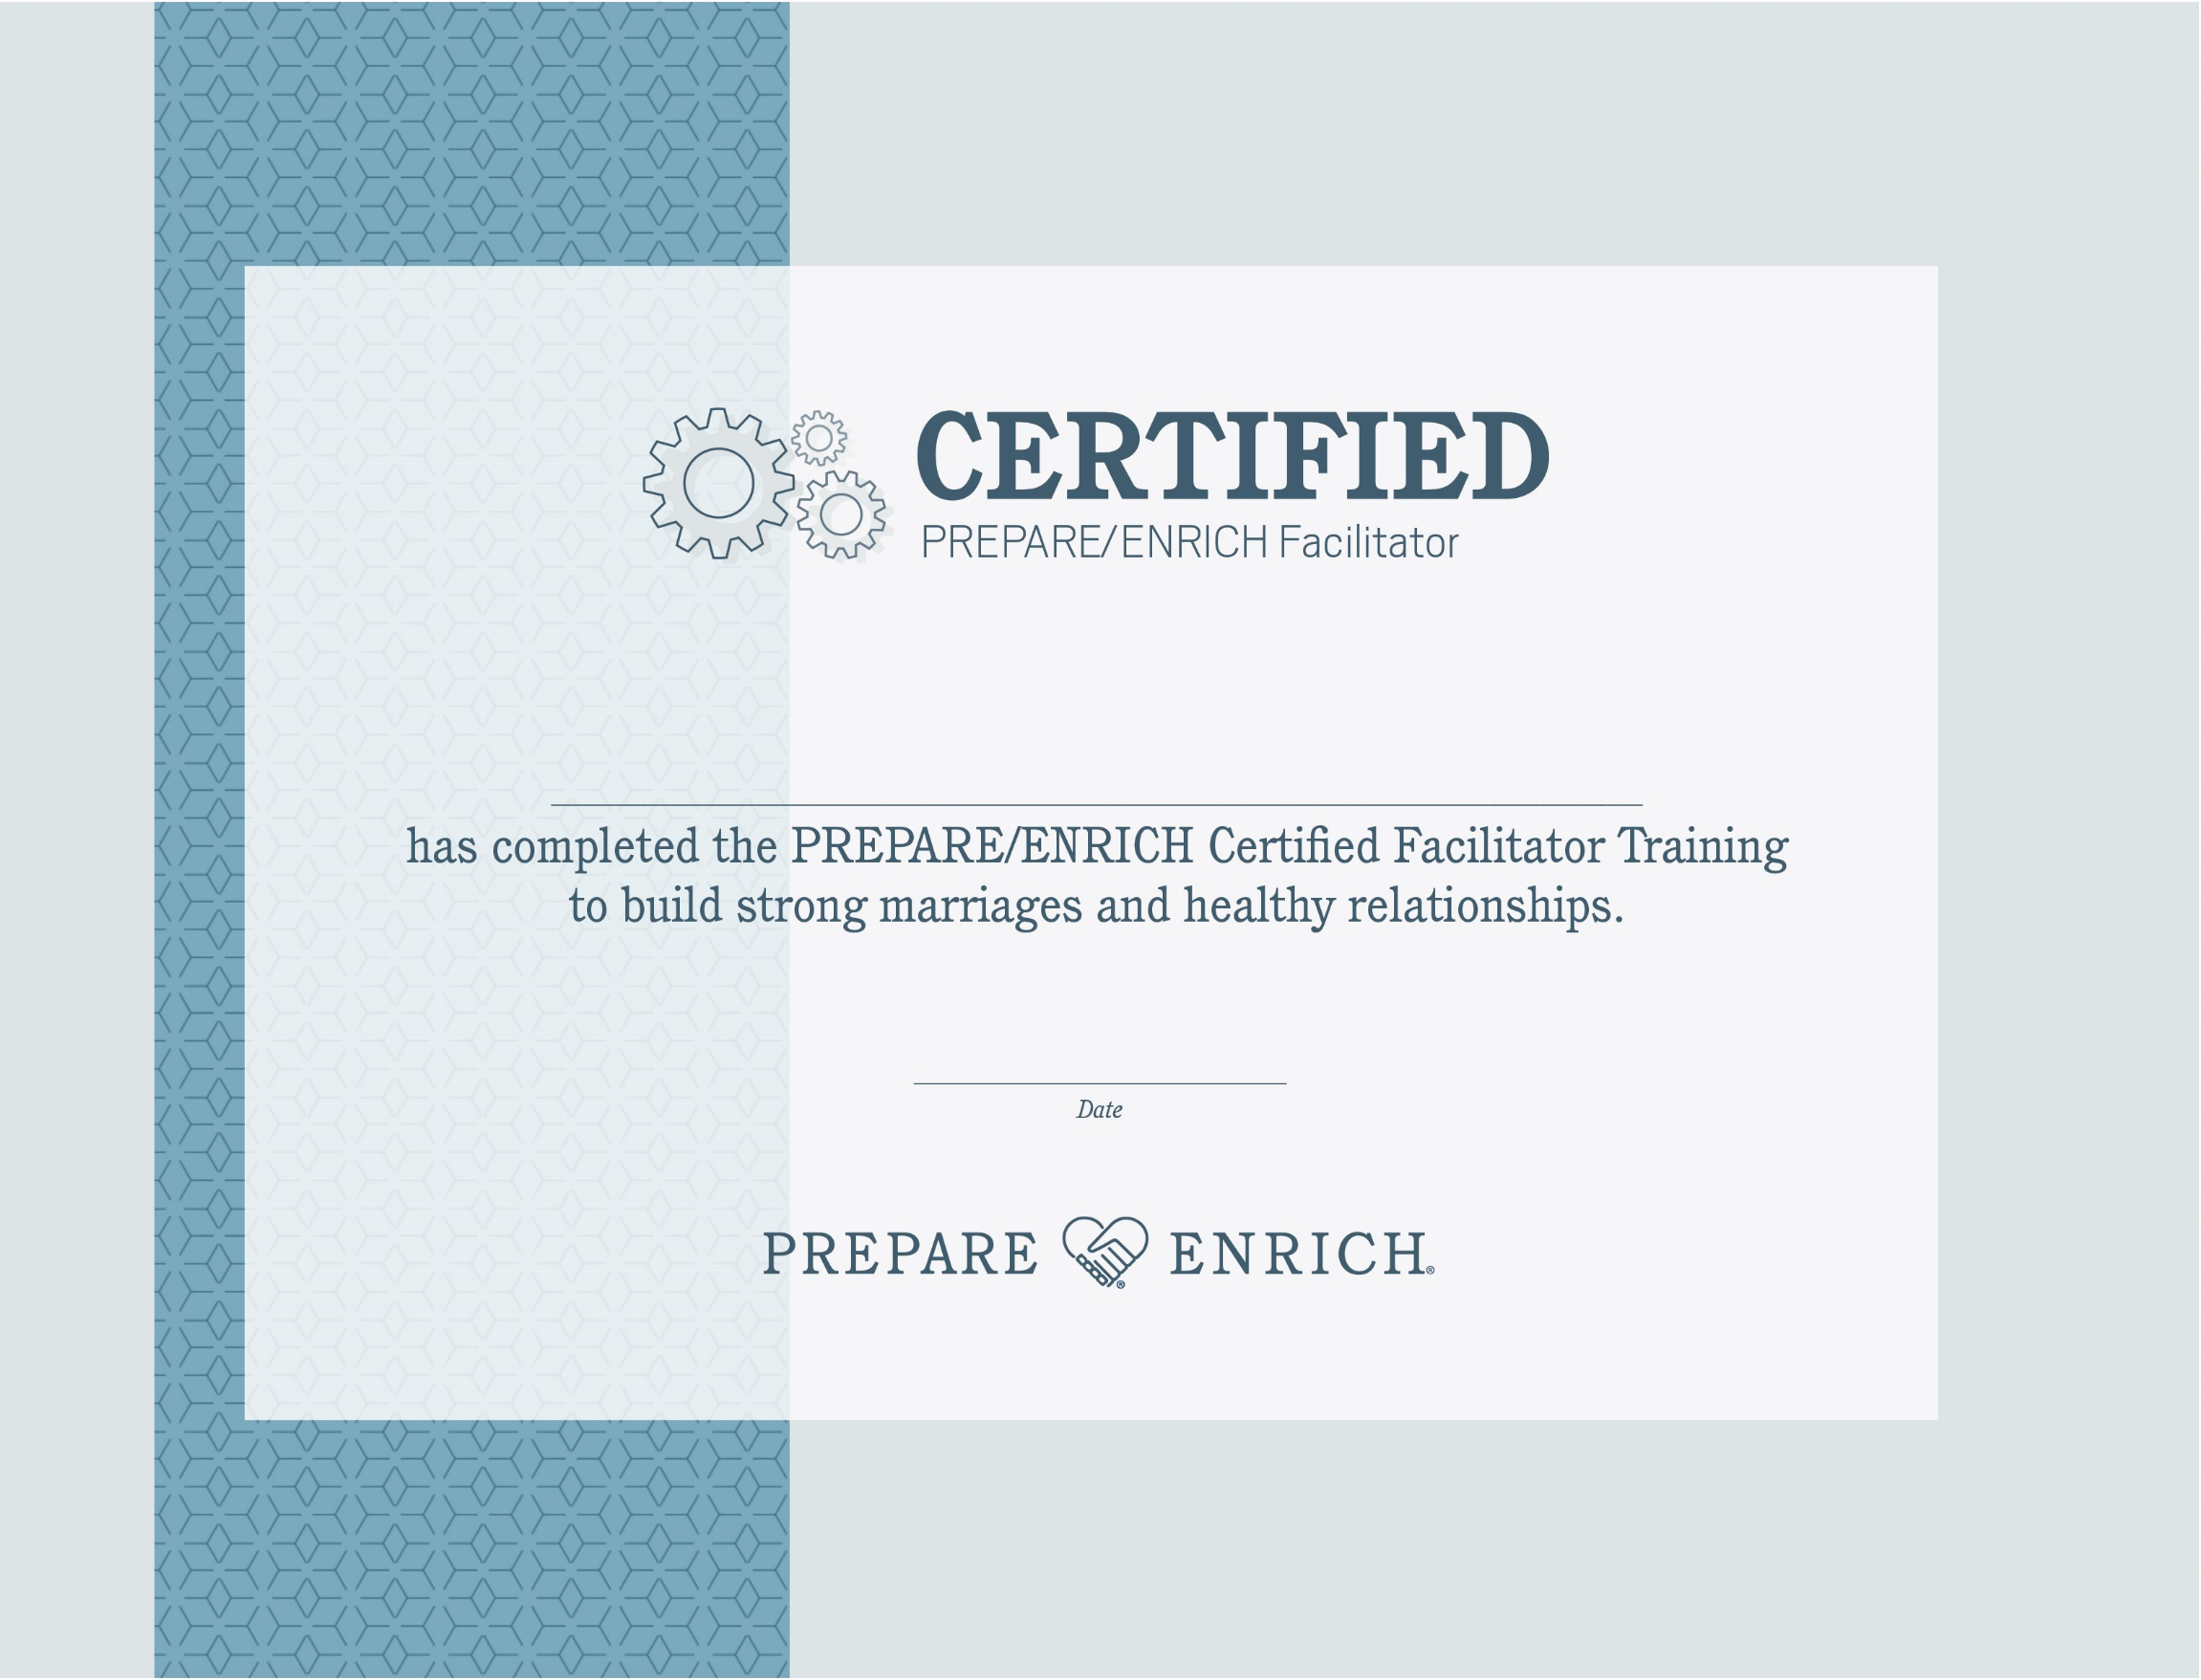 CERTIFIED
PREPARE/ENRICH Facilitator
has completed the PREPARE/ENRICH Certified Facilitator Training
to build strong marriages and healthy relationships.
Date
PREPARE ® ENRICH®